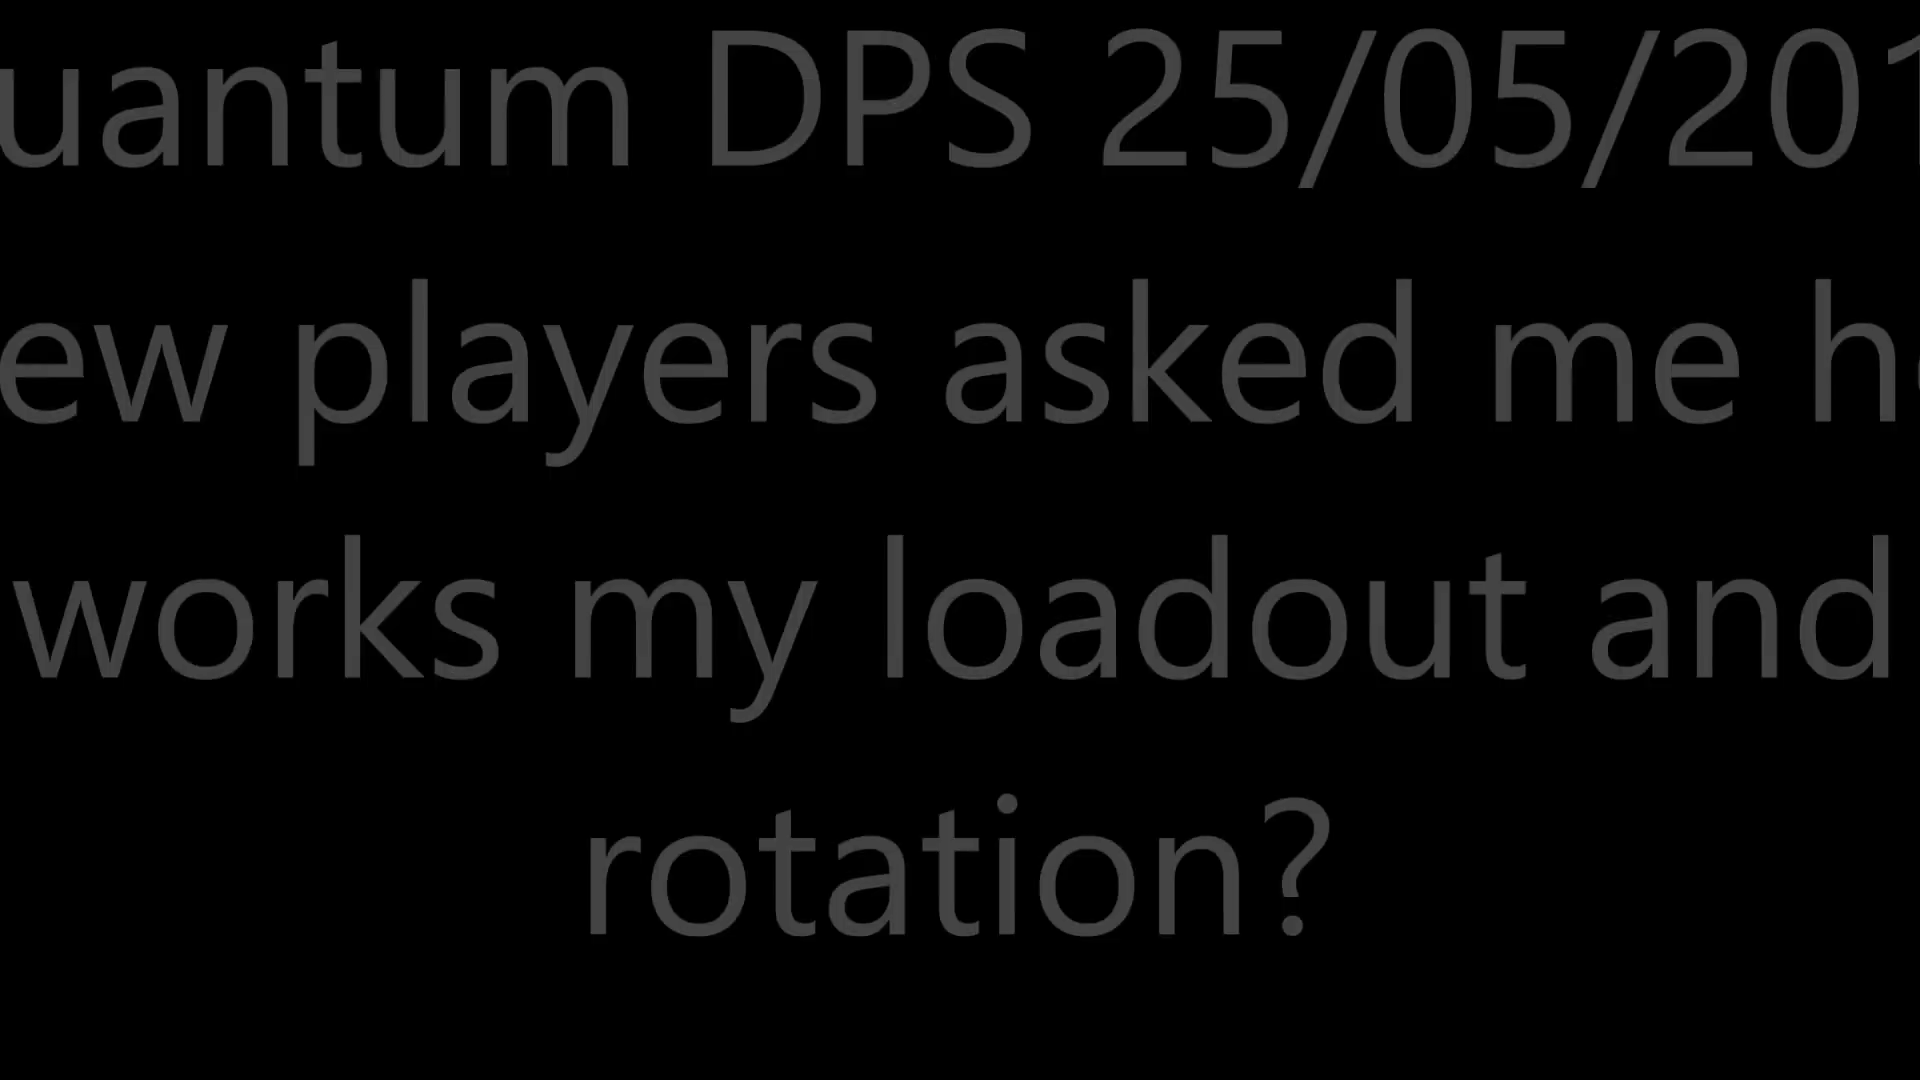 uantum DPS 25/05/201
ew players asked me h
works my loadout and
rotation?